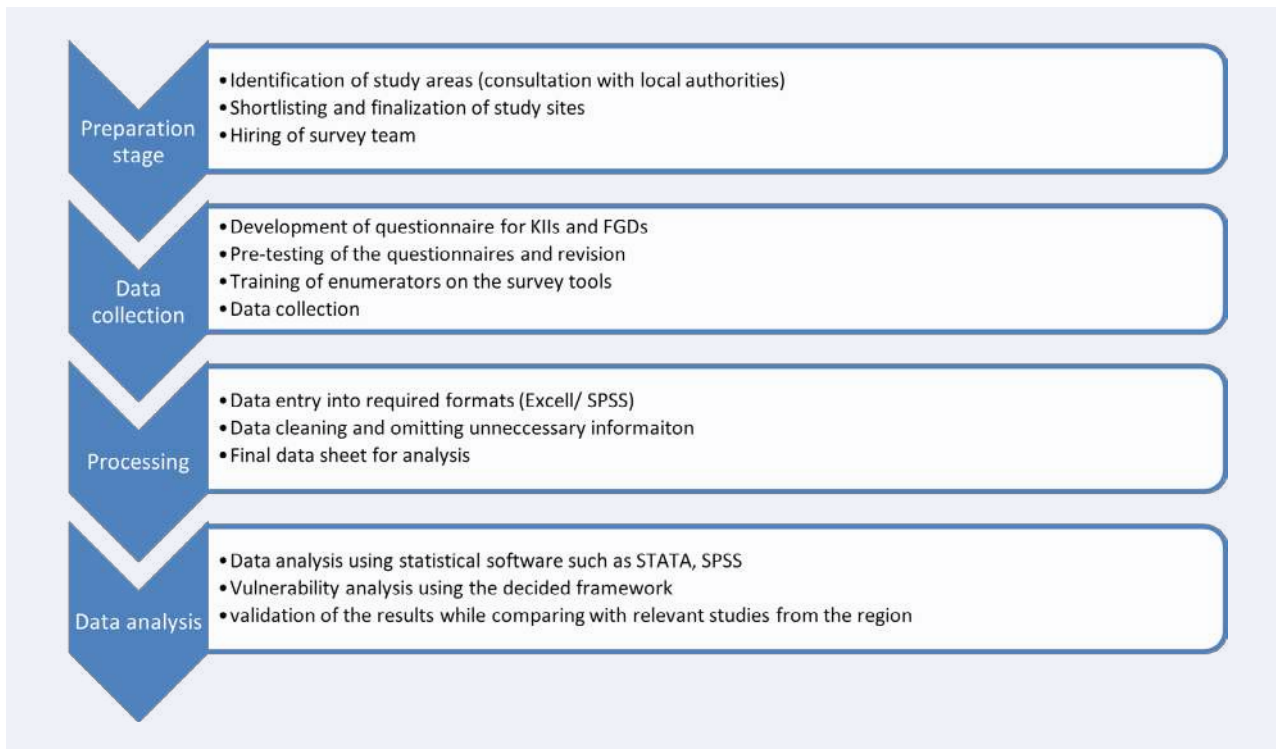 Preparation
stage
•Identification of study areas (consultation with local authorities)
•Shortlisting and finalization of study sites
•Hiring of survey team
Data
collection
•Development of questionnaire for KIIs and FGDs
•Pre-testing of the questionnaires and revision
•Training of enumerators on the survey tools
•Data collection
Processing
•Data entry into required formats (Excell/ SPSS)
•Data cleaning and omitting unneccessary informaiton
•Final data sheet for analysis
Data analysis
•Data analysis using statistical software such as STATA, SPSS
•Vulnerability analysis using the decided framework
•validation of the results while comparing with relevant studies from the region